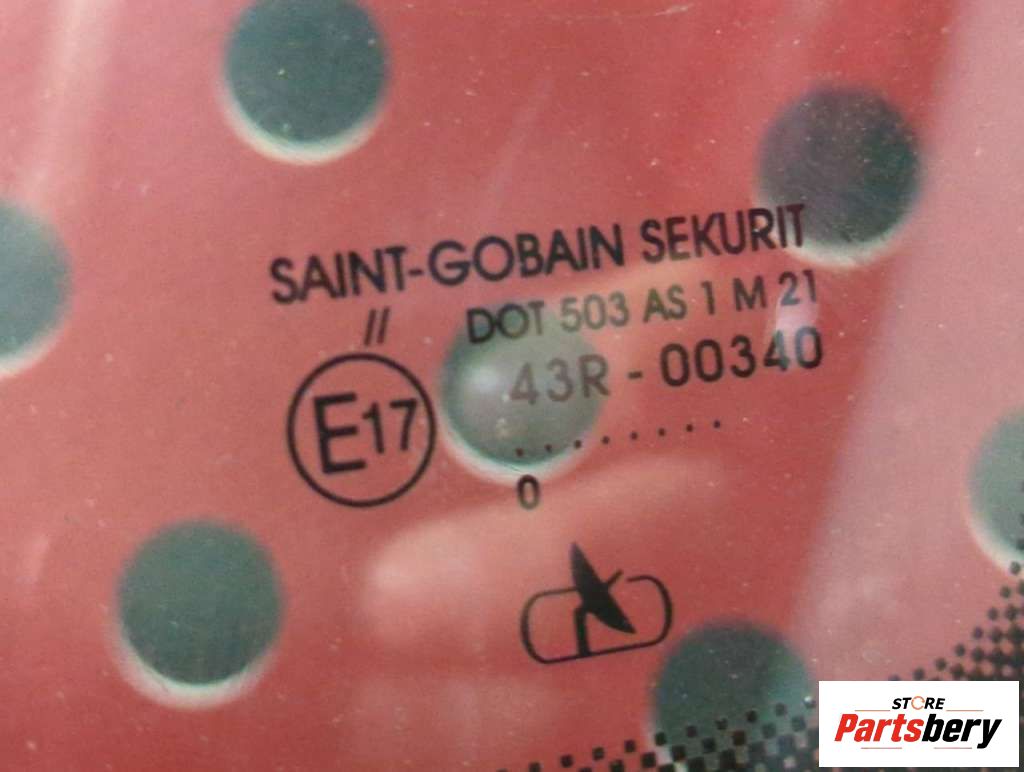 SAINT-GOBAIN SEKURIT
// DOT 503 AS 1 M 21
E17 43R - 00340
. . . . . . . .
0
STORE
Partsbery